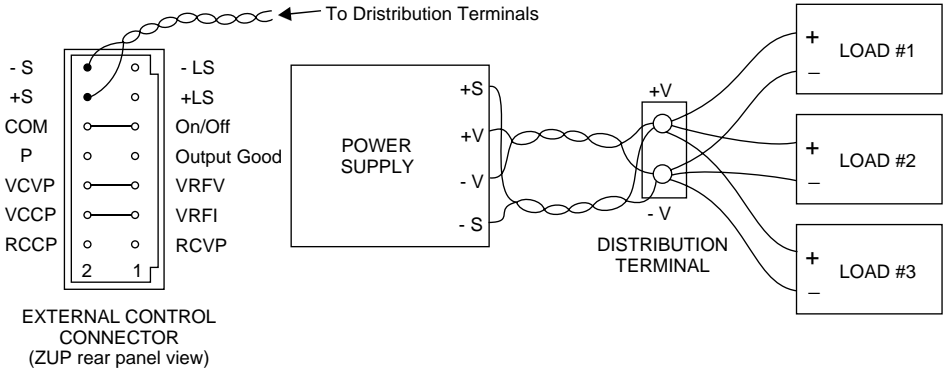 To Dristribution Terminals
- S
- LS
+S
+LS
COM
On/Off
P
Output Good
VCVP
VRFV
VCCP
VRFI
RCCP
RCVP
2 1
EXTERNAL CONTROL
CONNECTOR
(ZUP rear panel view)
POWER
SUPPLY
+S
+V
- V
- S
+V
- V
DISTRIBUTION
TERMINAL
+
LOAD #1
–
+
LOAD #2
–
+
LOAD #3
–